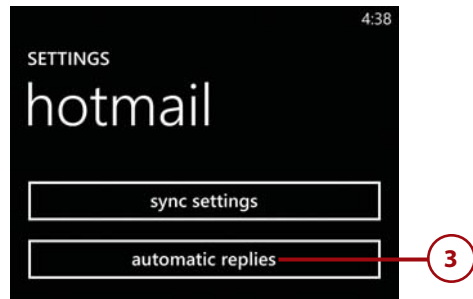 4:38
SETTINGS
hotmail
sync settings
automatic replies
3